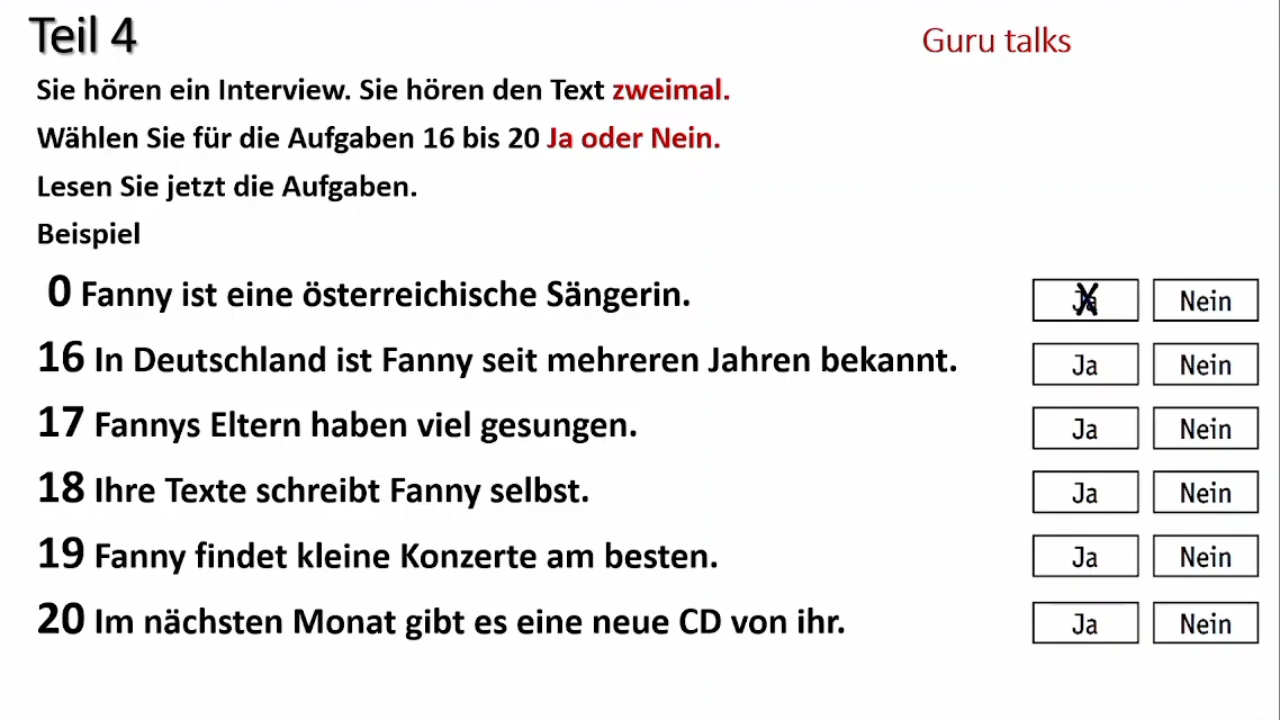 Teil 4
Guru talks
Sie hören ein Interview. Sie hören den Text zweimal.
Wählen Sie für die Aufgaben 16 bis 20 Ja oder Nein.
Lesen Sie jetzt die Aufgaben.
Beispiel
0 Fanny ist eine österreichische Sängerin. Ja Nein
16 In Deutschland ist Fanny seit mehreren Jahren bekannt. Ja Nein
17 Fannys Eltern haben viel gesungen. Ja Nein
18 Ihre Texte schreibt Fanny selbst. Ja Nein
19 Fanny findet kleine Konzerte am besten. Ja Nein
20 Im nächsten Monat gibt es eine neue CD von ihr. Ja Nein